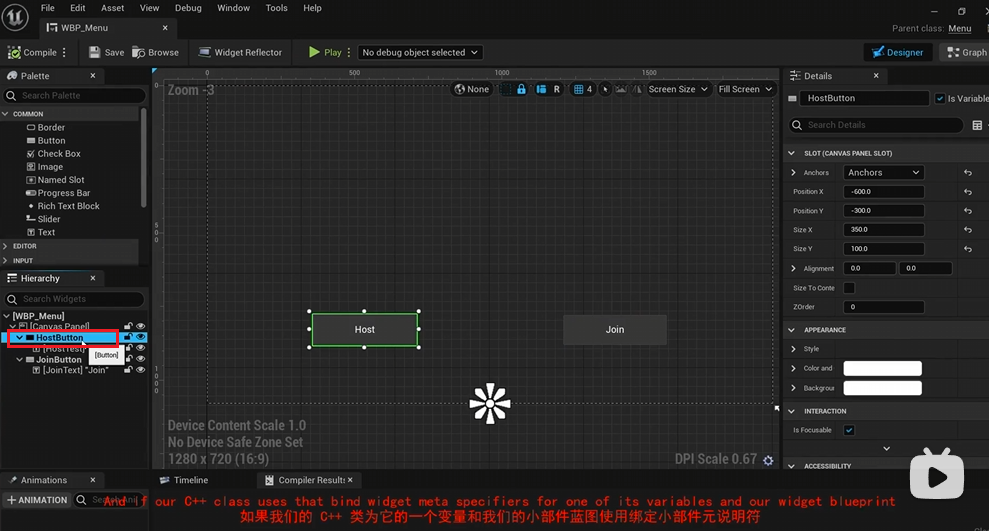 File Edit Asset View Debug Window Tools Help
WBP_Menu
Parent class: Menu
Compile Save Browse Widget Reflector Play No debug object selected Designer Graph
Palette
Search Palette
COMMON
Border
Button
Check Box
Image
Named Slot
Progress Bar
Rich Text Block
Slider
Text
EDITOR
INPUT
Hierarchy
Search Widgets
[WBP_Menu]
[Canvas Panel]
HostButton
[HostTest]
[Button]
JoinButton
[JoinText] "Join"
0 500 1000 1500
Zoom -3
None R 4 Screen Size Fill Screen
0
500
1000
Host Join
Device Content Scale 1.0
No Device Safe Zone Set
1280 x 720 (16:9)
DPI Scale 0.67
Details
HostButton Is Variable
Search Details
SLOT (CANVAS PANEL SLOT)
Anchors Anchors
Position X -600.0
Position Y -300.0
Size X 350.0
Size Y 100.0
Alignment 0.0 0.0
Size To Conte
ZOrder 0
APPEARANCE
Style
Color and
Backgrou
INTERACTION
Is Focusable
ACCESSIBILITY
Animations Timeline Compiler Results
ANIMATION Search Ani
And if our C++ class uses that bind widget meta specifiers for one of its variables and our widget blueprint
如果我们的 C++ 类为它的一个变量和我们的小部件蓝图使用绑定小部件元说明符